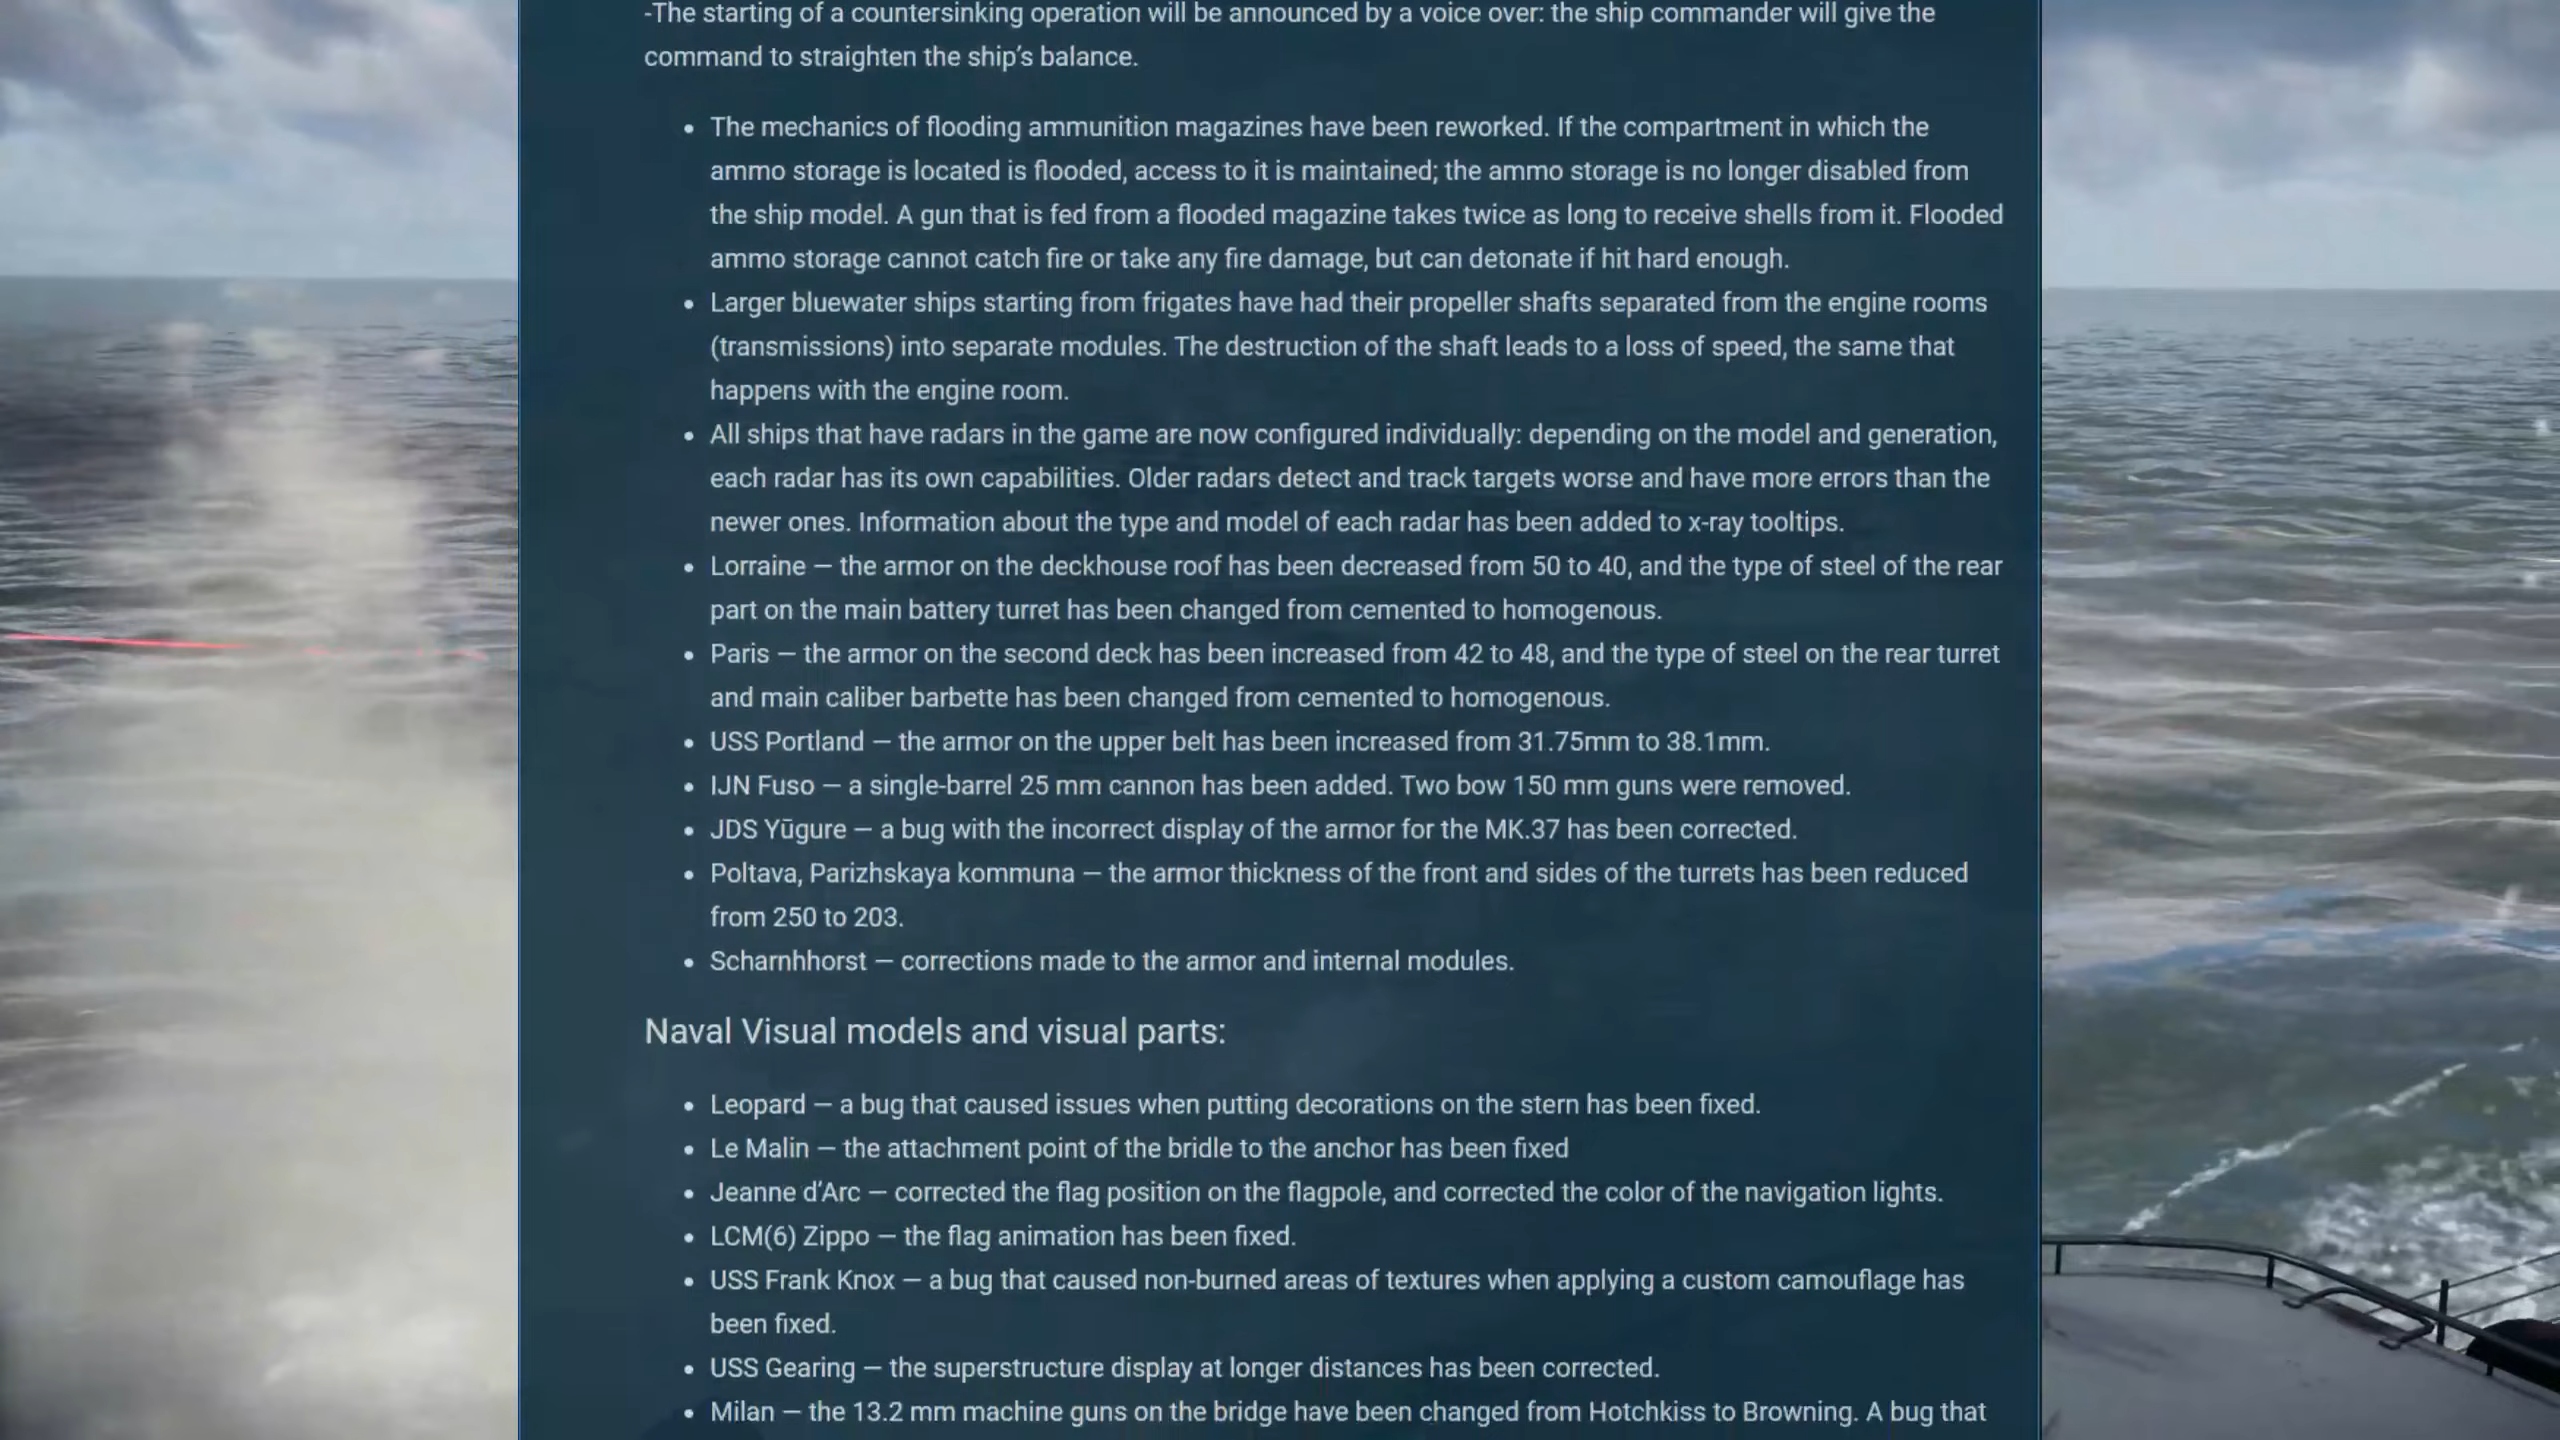 -The starting of a countersinking operation will be announced by a voice over: the ship commander will give the
command to straighten the ship’s balance.
• The mechanics of flooding ammunition magazines have been reworked. If the compartment in which the
ammo storage is located is flooded, access to it is maintained; the ammo storage is no longer disabled from
the ship model. A gun that is fed from a flooded magazine takes twice as long to receive shells from it. Flooded
ammo storage cannot catch fire or take any fire damage, but can detonate if hit hard enough.
• Larger bluewater ships starting from frigates have had their propeller shafts separated from the engine rooms
(transmissions) into separate modules. The destruction of the shaft leads to a loss of speed, the same that
happens with the engine room.
• All ships that have radars in the game are now configured individually: depending on the model and generation,
each radar has its own capabilities. Older radars detect and track targets worse and have more errors than the
newer ones. Information about the type and model of each radar has been added to x-ray tooltips.
• Lorraine — the armor on the deckhouse roof has been decreased from 50 to 40, and the type of steel of the rear
part on the main battery turret has been changed from cemented to homogenous.
• Paris — the armor on the second deck has been increased from 42 to 48, and the type of steel on the rear turret
and main caliber barbette has been changed from cemented to homogenous.
• USS Portland — the armor on the upper belt has been increased from 31.75mm to 38.1mm.
• IJN Fuso — a single-barrel 25 mm cannon has been added. Two bow 150 mm guns were removed.
• JDS Yūgure — a bug with the incorrect display of the armor for the MK.37 has been corrected.
• Poltava, Parizhskaya kommuna — the armor thickness of the front and sides of the turrets has been reduced
from 250 to 203.
• Scharnhhorst — corrections made to the armor and internal modules.
Naval Visual models and visual parts:
• Leopard — a bug that caused issues when putting decorations on the stern has been fixed.
• Le Malin — the attachment point of the bridle to the anchor has been fixed
• Jeanne d’Arc — corrected the flag position on the flagpole, and corrected the color of the navigation lights.
• LCM(6) Zippo — the flag animation has been fixed.
• USS Frank Knox — a bug that caused non-burned areas of textures when applying a custom camouflage has
been fixed.
• USS Gearing — the superstructure display at longer distances has been corrected.
• Milan — the 13.2 mm machine guns on the bridge have been changed from Hotchkiss to Browning. A bug that